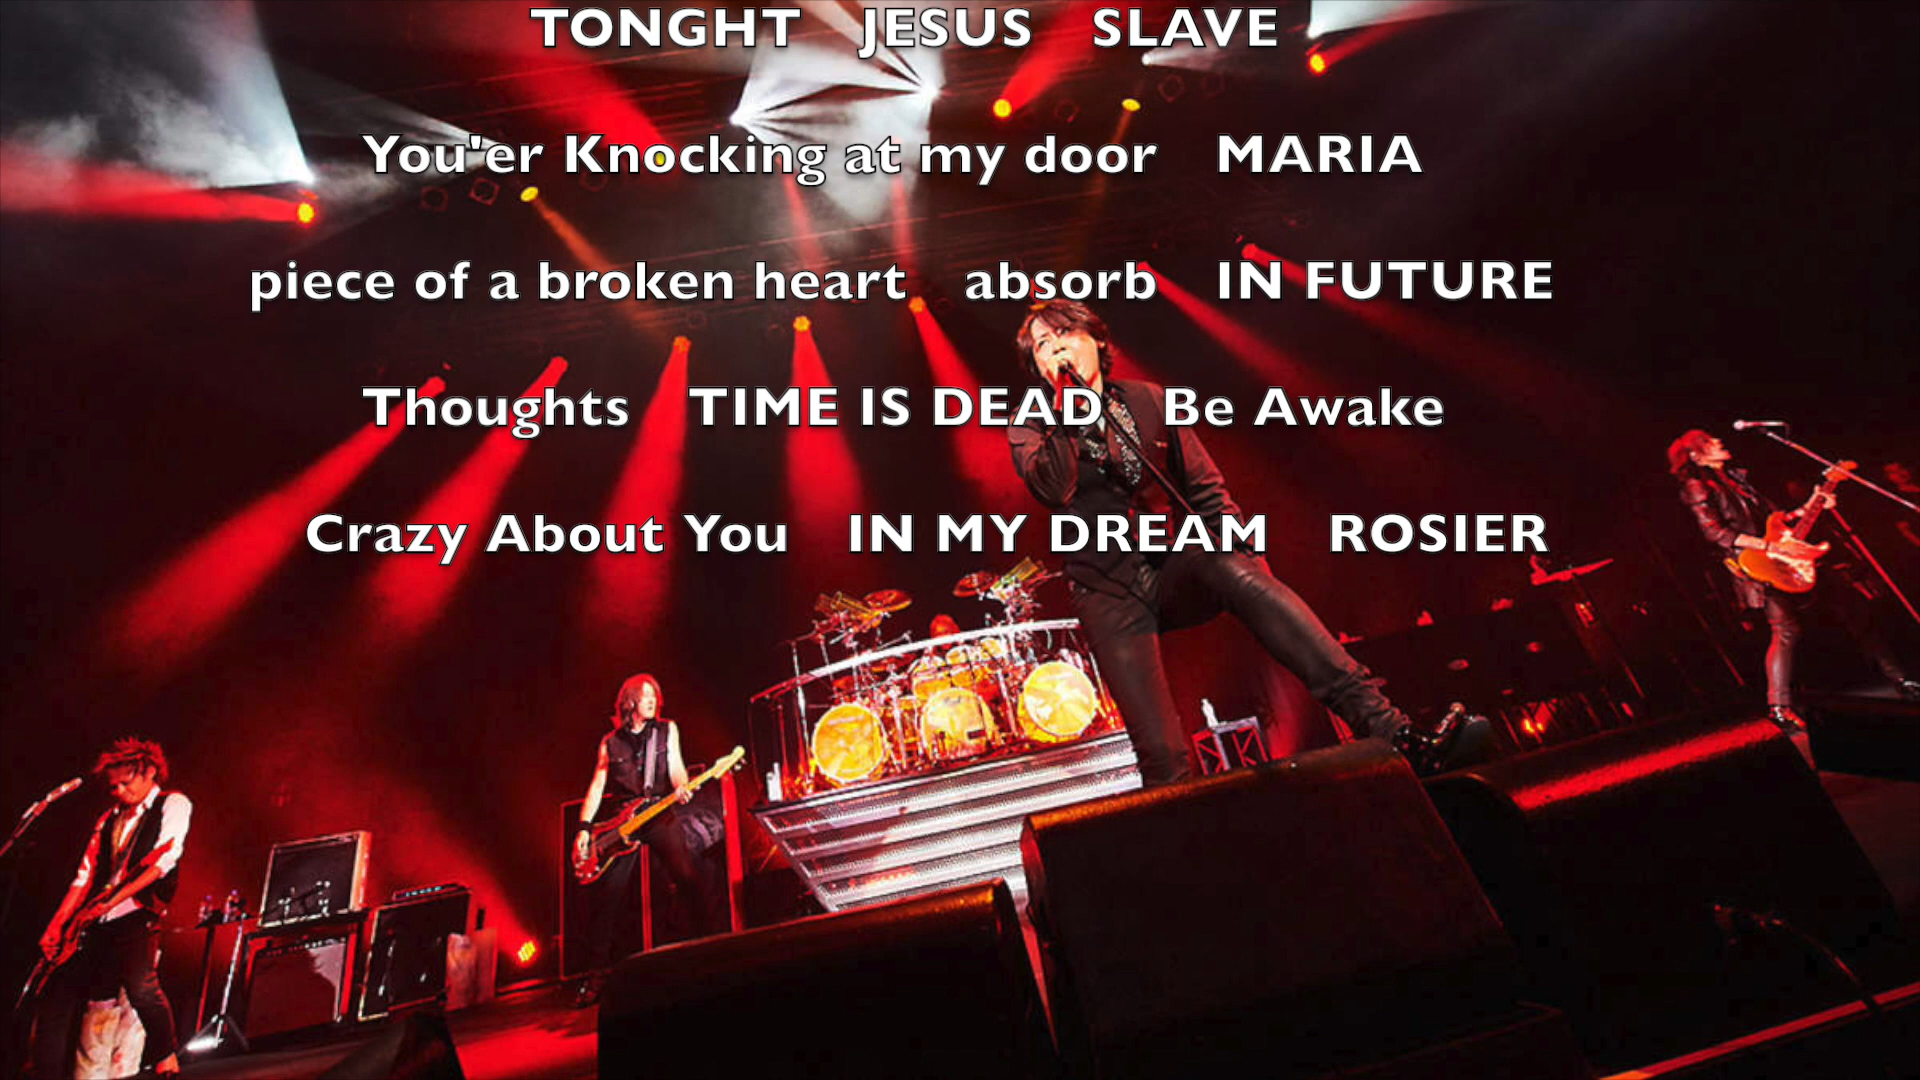 TONGHT JESUS SLAVE
You'er Knocking at my door MARIA
piece of a broken heart absorb IN FUTURE
Thoughts TIME IS DEAD Be Awake
Crazy About You IN MY DREAM ROSIER